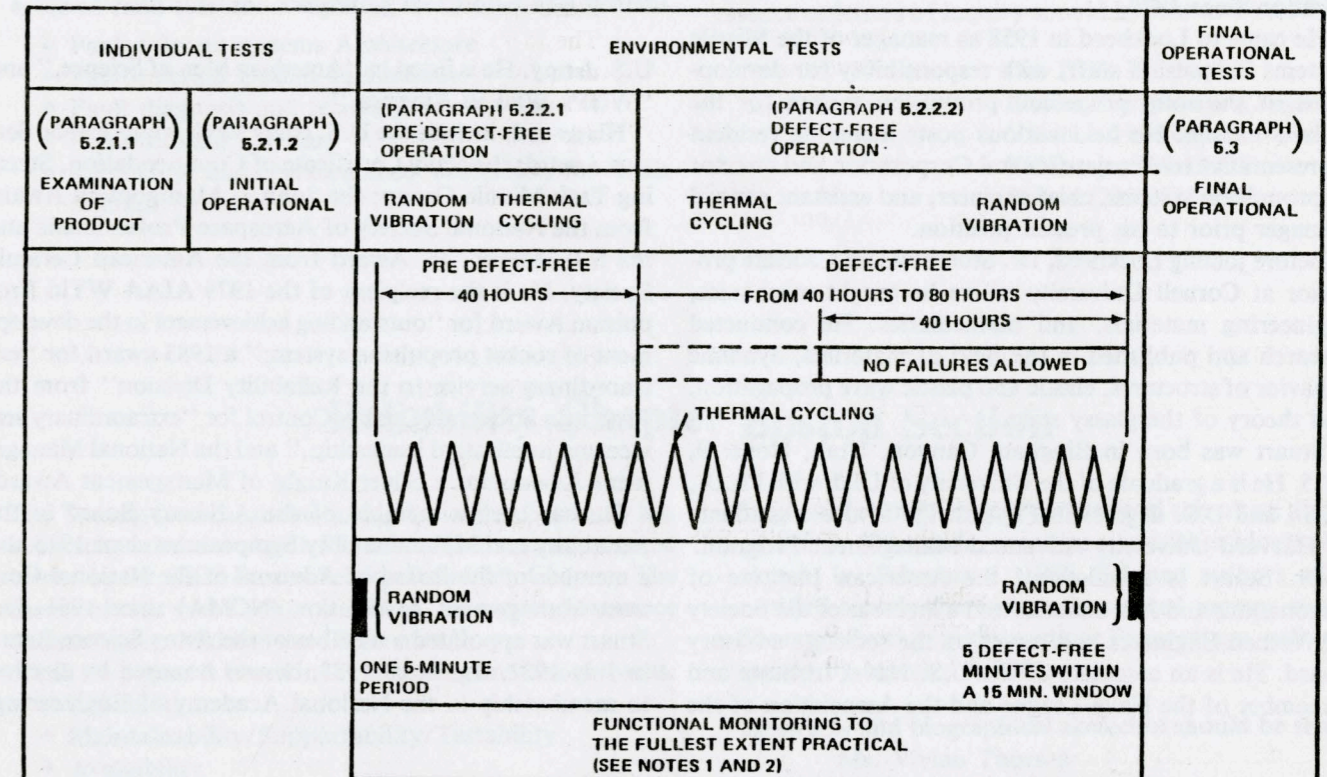 INDIVIDUAL TESTS
ENVIRONMENTAL TESTS
FINAL
OPERATIONAL
TESTS
(PARAGRAPH)
5.2.1.1
(PARAGRAPH)
5.2.1.2
(PARAGRAPH 5.2.2.1
PRE DEFECT-FREE
OPERATION
(PARAGRAPH 5.2.2.2)
DEFECT-FREE
OPERATION
(PARAGRAPH)
5.3
EXAMINATION
OF
PRODUCT
INITIAL
OPERATIONAL
RANDOM
VIBRATION
THERMAL
CYCLING
THERMAL
CYCLING
RANDOM
VIBRATION
FINAL
OPERATIONAL
PRE DEFECT-FREE
40 HOURS
DEFECT-FREE
FROM 40 HOURS TO 80 HOURS
40 HOURS
NO FAILURES ALLOWED
THERMAL CYCLING
RANDOM
VIBRATION
ONE 5-MINUTE
PERIOD
WINDOW
VIBRATION
5 DEFECT-FREE
MINUTES WITHIN
A 15 MIN. WINDOW
FUNCTIONAL MONITORING TO
THE FULLEST EXTENT PRACTICAL
(SEE NOTES 1 AND 2)